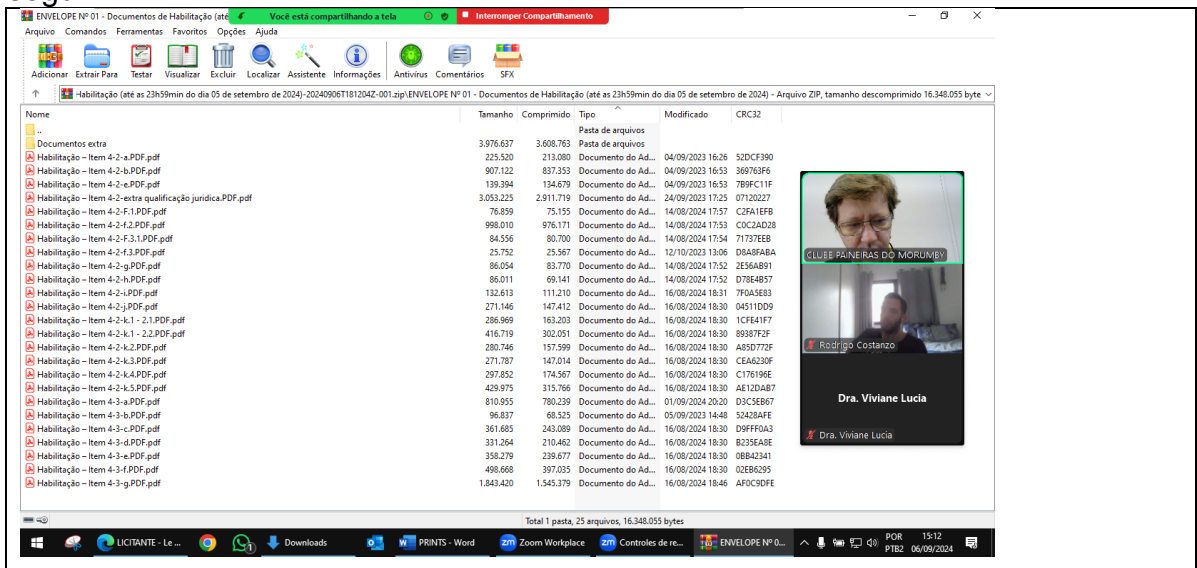 ENVELOPE Nº 01 - Documentos de Habilitação (até
Você está compartilhando a tela
Interromper Compartilhamento
Arquivo Comandos Ferramentas Favoritos Opções Ajuda
Adicionar Extrair Para Testar Visualizar Excluir Localizar Assistente Informações Antivírus Comentários SFX
Habilitação (até as 23h59min do dia 05 de setembro de 2024)-20240906T181204Z-001.zip\ENVELOPE Nº 01 - Documentos de Habilitação (até as 23h59min do dia 05 de setembro de 2024) - Arquivo ZIP, tamanho descomprimido 16.348.055 byte
Nome Tamanho Comprimido Tipo Modificado CRC32
.. Pasta de arquivos
Documentos extra 3.976.637 3.608.763 Pasta de arquivos
Habilitação – Item 4-2-a.PDF.pdf 225.520 213.080 Documento do Ad... 04/09/2023 16:26 52DCF390
Habilitação – Item 4-2-b.PDF.pdf 907.122 837.353 Documento do Ad... 04/09/2023 16:53 369763F6
Habilitação – Item 4-2-e.PDF.pdf 139.394 134.679 Documento do Ad... 04/09/2023 16:53 7B9FC11F
Habilitação – Item 4-2-extra qualificação juridica.PDF.pdf 3.053.225 2.911.719 Documento do Ad... 24/09/2023 17:25 07120227
Habilitação – Item 4-2-F.1.PDF.pdf 76.859 75.155 Documento do Ad... 14/08/2024 17:57 C2FA1EFB
Habilitação – Item 4-2-f.2.PDF.pdf 998.010 976.171 Documento do Ad... 14/08/2024 17:53 C0C2AD28
Habilitação – Item 4-2-F.3.1.PDF.pdf 84.556 80.700 Documento do Ad... 14/08/2024 17:54 71737EEB
Habilitação – Item 4-2-f.3.PDF.pdf 25.752 25.567 Documento do Ad... 12/10/2023 13:06 D8A8FABA
Habilitação – Item 4-2-g.PDF.pdf 86.054 83.770 Documento do Ad... 14/08/2024 17:52 2E56AB91
Habilitação – Item 4-2-h.PDF.pdf 86.011 69.141 Documento do Ad... 14/08/2024 17:52 D78E4B57
Habilitação – Item 4-2-i.PDF.pdf 132.613 111.210 Documento do Ad... 16/08/2024 18:31 7F0A5E83
Habilitação – Item 4-2-j.PDF.pdf 271.146 147.412 Documento do Ad... 16/08/2024 18:30 04511DD9
Habilitação – Item 4-2-k.1 - 2.1.PDF.pdf 286.969 163.203 Documento do Ad... 16/08/2024 18:30 1CFE41F7
Habilitação – Item 4-2-k.1 - 2.2.PDF.pdf 416.719 302.051 Documento do Ad... 16/08/2024 18:30 89387F2F
Habilitação – Item 4-2-k.2.PDF.pdf 280.746 157.599 Documento do Ad... 16/08/2024 18:30 A85D772F
Habilitação – Item 4-2-k.3.PDF.pdf 271.787 147.014 Documento do Ad... 16/08/2024 18:30 CEA6230F
Habilitação – Item 4-2-k.4.PDF.pdf 297.852 174.567 Documento do Ad... 16/08/2024 18:30 C176196E
Habilitação – Item 4-2-k.5.PDF.pdf 429.975 315.766 Documento do Ad... 16/08/2024 18:30 AE12DAB7
Habilitação – Item 4-3-a.PDF.pdf 810.955 780.239 Documento do Ad... 01/09/2024 20:20 D3C5EB67
Habilitação – Item 4-3-b.PDF.pdf 96.837 68.525 Documento do Ad... 05/09/2023 14:48 52428AFE
Habilitação – Item 4-3-c.PDF.pdf 361.685 243.089 Documento do Ad... 16/08/2024 18:30 D9FFF0A3
Habilitação – Item 4-3-d.PDF.pdf 331.264 210.462 Documento do Ad... 16/08/2024 18:30 B235EA8E
Habilitação – Item 4-3-e.PDF.pdf 358.279 239.677 Documento do Ad... 16/08/2024 18:30 0BB42341
Habilitação – Item 4-3-f.PDF.pdf 498.668 397.035 Documento do Ad... 16/08/2024 18:30 02EB6295
Habilitação – Item 4-3-g.PDF.pdf 1.843.420 1.545.379 Documento do Ad... 16/08/2024 18:46 AF0C9DFE
CLUBE PAINEIRAS DO MORUMBY
Rodrigo Costanzo
Dra. Viviane Lucia
Dra. Viviane Lucia
Total 1 pasta, 25 arquivos, 16.348.055 bytes
LICITANTE - Le ... 1 Downloads PRINTS - Word Zoom Workplace Controles de re... ENVELOPE Nº 0...
POR 15:12
PTB2 06/09/2024